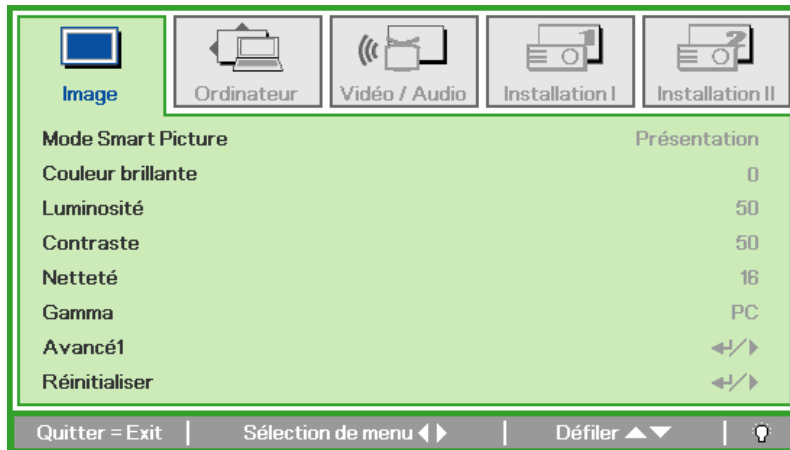 Image Ordinateur Vidéo / Audio Installation I Installation II
Mode Smart Picture Présentation
Couleur brillante 0
Luminosité 50
Contraste 50
Netteté 16
Gamma PC
Avancé1
Réinitialiser
Quitter = Exit Sélection de menu Défiler